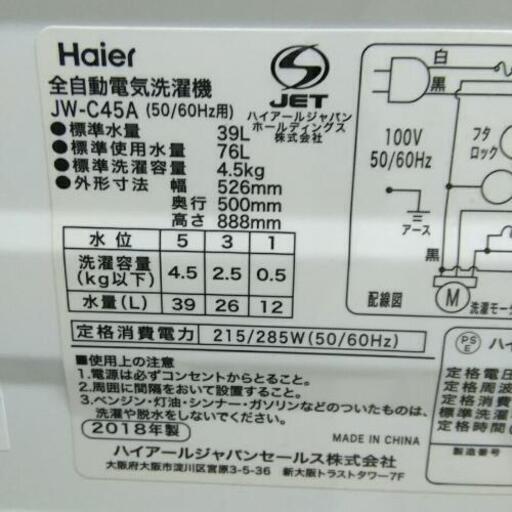 Haier
全自動電気洗濯機
JW-C45A (50/60Hz用)
JET
ハイアールジャパン
ホールディングス
株式会社
■標準水量 39L
■標準使用水量 76L
■標準洗濯容量 4.5kg
■外形寸法 幅 526mm
奥行 500mm
高さ 888mm
水位 5 3 1
洗濯容量
(kg以下) 4.5 2.5 0.5
水量(L) 39 26 12
定格消費電力 215/285W(50/60Hz)
■使用上の注意
1.電源は必ずコンセントからとること。
2.周囲に間隔をおいて設置すること。
3.ベンジン・灯油・シンナー・ガソリンなどのついたものは、
洗濯や脱水をしないでください。
2018年製
MADE IN CHINA
ハイアールジャパンセールス株式会社
大阪府大阪市淀川区宮原3-5-36 新大阪トラストタワー7F
白
黒
100V
50/60Hz
フタ
ロック
アース
黒
配線図
M
洗濯モータ
PS
E
ハイ
定格電圧
定格周波
定格消費
標準洗濯
定格時間(
製造番号